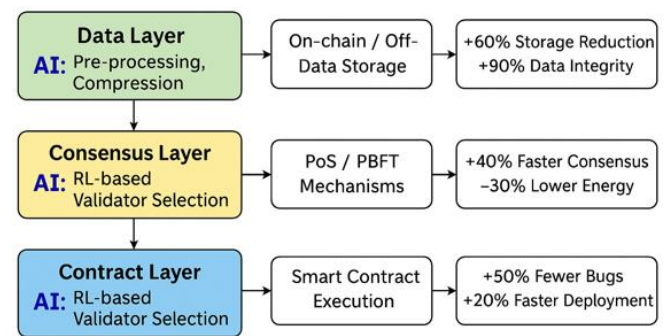 Data Layer
AI: Pre-processing,
Compression
On-chain / Off-
Data Storage
+60% Storage Reduction
+90% Data Integrity
Consensus Layer
AI: RL-based
Validator Selection
PoS / PBFT
Mechanisms
+40% Faster Consensus
–30% Lower Energy
Contract Layer
AI: RL-based
Validator Selection
Smart Contract
Execution
+50% Fewer Bugs
+20% Faster Deployment